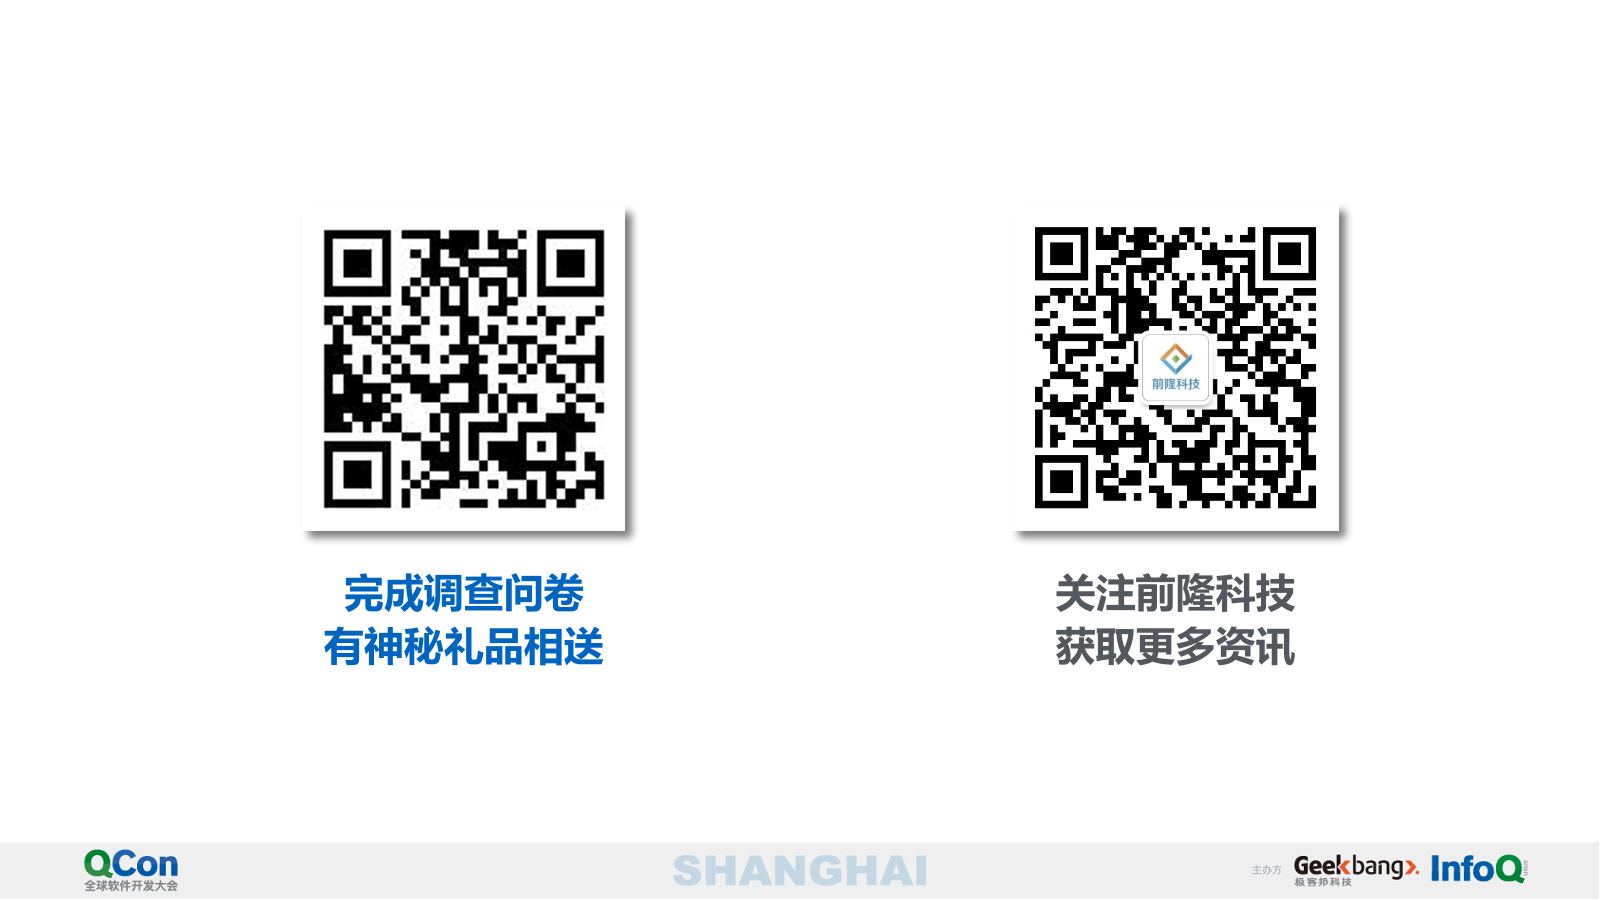 前隆科技
完成调查问卷
有神秘礼品相送
关注前隆科技
获取更多资讯
QCon
全球软件开发大会
SHANGHAI
主办方
Geekbang>.
极客邦科技
InfoQ